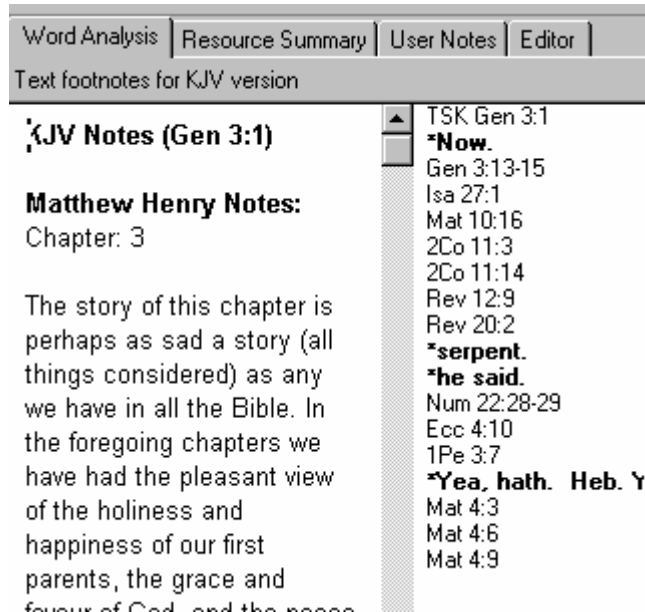 Word Analysis Resource Summary User Notes Editor
Text footnotes for KJV version
KJV Notes (Gen 3:1)
Matthew Henry Notes:
Chapter: 3
The story of this chapter is
perhaps as sad a story (all
things considered) as any
we have in all the Bible. In
the foregoing chapters we
have had the pleasant view
of the holiness and
happiness of our first
parents, the grace and
favour of God, and the peace
TSK Gen 3:1
*Now.
Gen 3:13-15
Isa 27:1
Mat 10:16
2Co 11:3
2Co 11:14
Rev 12:9
Rev 20:2
*serpent.
*he said.
Num 22:28-29
Ecc 4:10
1Pe 3:7
*Yea, hath. Heb. Y
Mat 4:3
Mat 4:6
Mat 4:9